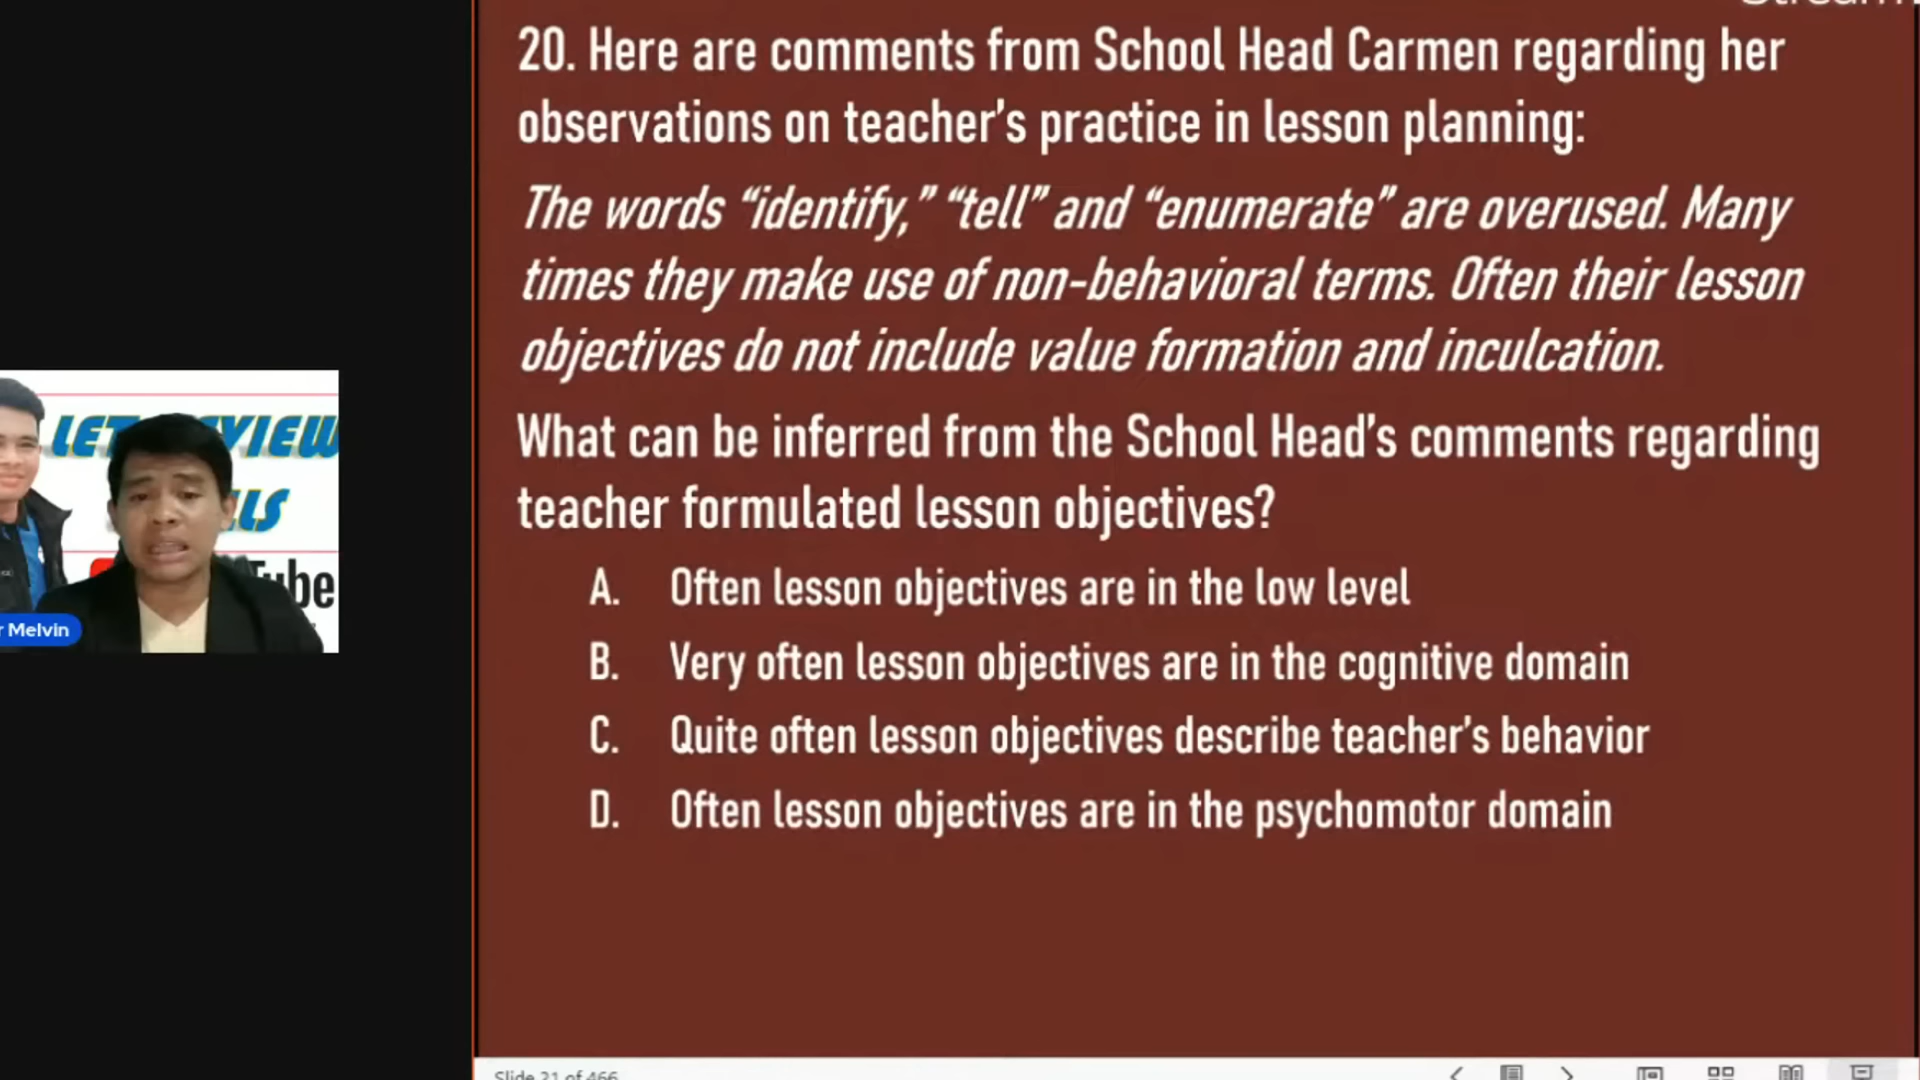 20. Here are comments from School Head Carmen regarding her
observations on teacher's practice in lesson planning:
The words “identify,” “tell” and “enumerate” are overused. Many
times they make use of non-behavioral terms. Often their lesson
objectives do not include value formation and inculcation.
What can be inferred from the School Head's comments regarding
teacher formulated lesson objectives?
A. Often lesson objectives are in the low level
B. Very often lesson objectives are in the cognitive domain
C. Quite often lesson objectives describe teacher's behavior
D. Often lesson objectives are in the psychomotor domain
r Melvin
Slide 21 of 466